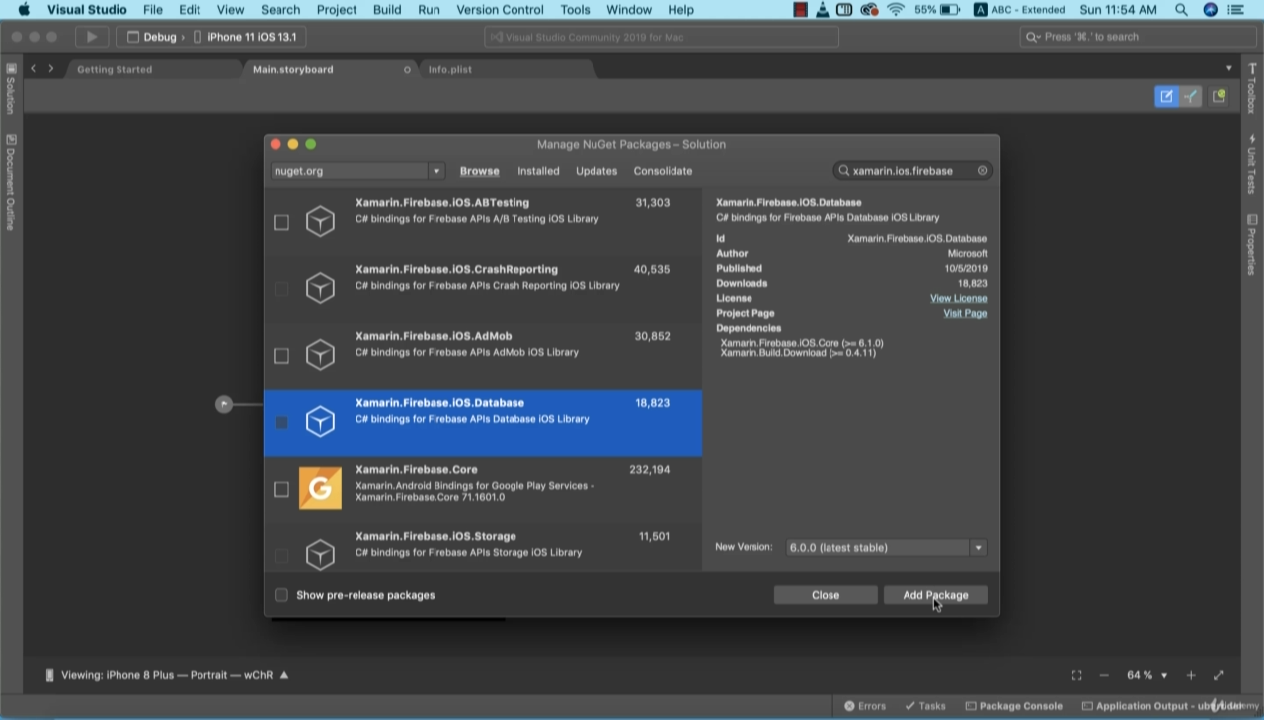 Visual Studio File Edit View Search Project Build Run Version Control Tools Window Help 55% A ABC - Extended Sun 11:54 AM
Debug › iPhone 11 iOS 13.1
Visual Studio Community 2019 for Mac
Press '⌘.' to search
Getting Started
Main.storyboard
Info.plist
Solution
Document Outline
Toolbox
Unit Tests
Properties
Manage NuGet Packages – Solution
nuget.org
Browse Installed Updates Consolidate
xamarin.ios.firebase
Xamarin.Firebase.iOS.ABTesting 31,303
C# bindings for Frebase APIs A/B Testing iOS Library
Xamarin.Firebase.iOS.CrashReporting 40,535
C# bindings for Frebase APIs Crash Reporting iOS Library
Xamarin.Firebase.iOS.AdMob 30,852
C# bindings for Frebase APIs AdMob iOS Library
Xamarin.Firebase.iOS.Database 18,823
C# bindings for Frebase APIs Database iOS Library
Xamarin.Firebase.Core 232,194
G
Xamarin.Android Bindings for Google Play Services -
Xamarin.Firebase.Core 71.1601.0
Xamarin.Firebase.iOS.Storage 11,501
C# bindings for Frebase APIs Storage iOS Library
Xamarin.Firebase.iOS.Database
C# bindings for Firebase APIs Database iOS Library
Id Xamarin.Firebase.iOS.Database
Author Microsoft
Published 10/5/2019
Downloads 18,823
License View License
Project Page Visit Page
Dependencies
Xamarin.Firebase.iOS.Core (>= 6.1.0)
Xamarin.Build.Download (>= 0.4.11)
New Version: 6.0.0 (latest stable)
Show pre-release packages
Close
Add Package
Viewing: iPhone 8 Plus — Portrait — wChR
64 %
Errors Tasks Package Console Application Output -